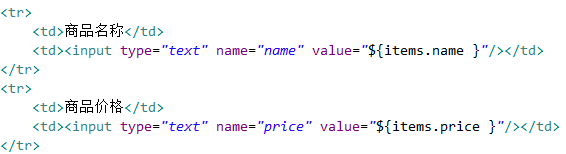 <tr>
<td>商品名称</td>
<td><input type="text" name="name" value="${items.name }"/></td>
</tr>
<tr>
<td>商品价格</td>
<td><input type="text" name="price" value="${items.price }"/></td>
</tr>